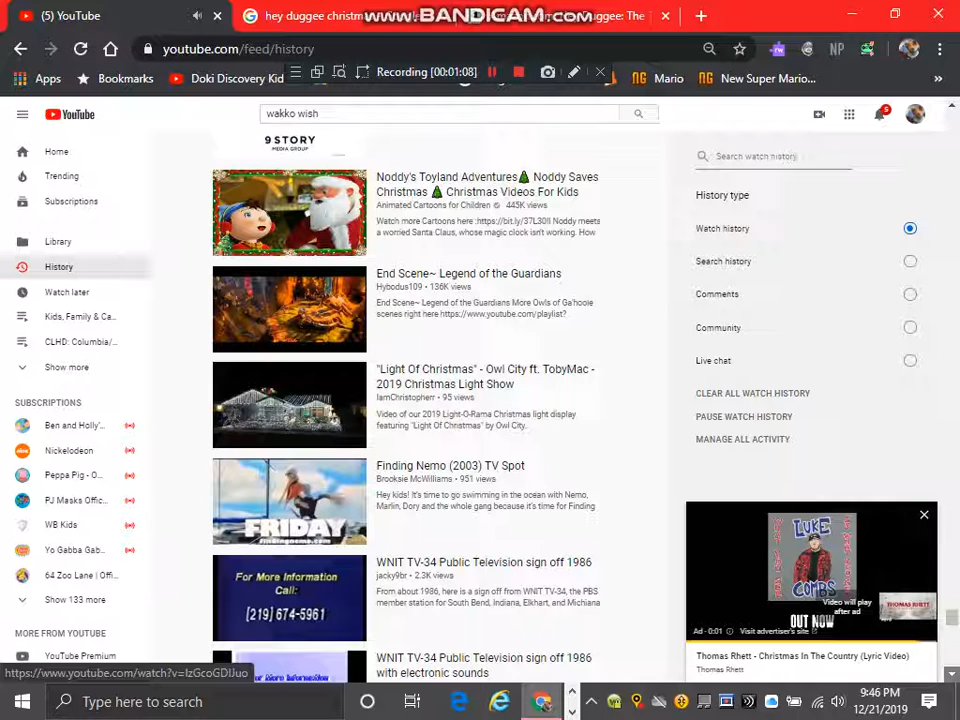 (5) YouTube
hey duggee christm
www.BANDICAM.com
uggee: The
youtube.com/feed/history
Apps
Bookmarks
Doki Discovery Kid
Recording [00:01:08]
Mario
New Super Mario...
NP
YouTube
wakko wish
5
Home
Trending
Subscriptions
Library
History
Watch later
Kids, Family & Ca...
CLHD: Columbia/...
Show more
SUBSCRIPTIONS
Ben and Holly'...
Nickelodeon
Peppa Pig - O...
PJ Masks Offic...
WB Kids
Yo Gabba Gab...
64 Zoo Lane | Offi...
Show 133 more
MORE FROM YOUTUBE
YouTube Premium
https://www.youtube.com/watch?v=IzGcoGDIJuo
9 STORY
MEDIA GROUP
Noddy's Toyland Adventures🎄 Noddy Saves
Christmas 🎄 Christmas Videos For Kids
Animated Cartoons for Children • 445K views
Watch more Cartoons here :https://bit.ly/37L30Il Noddy meets
a worried Santa Claus, whose magic clock isn't working. How
End Scene~ Legend of the Guardians
Hybodus109 • 136K views
End Scene~ Legend of the Guardians More Owls of Ga'hoole
scenes right here https://www.youtube.com/playlist?
"Light Of Christmas" - Owl City ft. TobyMac -
2019 Christmas Light Show
IamChristopherr • 95 views
Video of our 2019 Light-O-Rama Christmas light display
featuring "Light Of Christmas" by Owl City..
FRIDAY
findingnemo.com
Finding Nemo (2003) TV Spot
Brooksie McWilliams • 951 views
Hey kids! It's time to go swimming in the ocean with Nemo,
Marlin, Dory and the whole gang because it's time for Finding
For More Information
Call:
(219) 674-5961
WNIT TV-34 Public Television sign off 1986
jacky9br • 2.3K views
From about 1986, here is a sign off from WNIT TV-34, the PBS
member station for South Bend, Indiana, Elkhart, and Michiana
WNIT TV-34 Public Television sign off 1986
with electronic sounds
Search watch history
History type
Watch history
Search history
Comments
Community
Live chat
CLEAR ALL WATCH HISTORY
PAUSE WATCH HISTORY
MANAGE ALL ACTIVITY
LUKE
COMBS
OUT NOW
Video will play
after ad
THOMAS RHETT
Ad · 0:01
Visit advertiser's site
Thomas Rhett - Christmas In The Country (Lyric Video)
Thomas Rhett
Type here to search
9:46 PM
12/21/2019